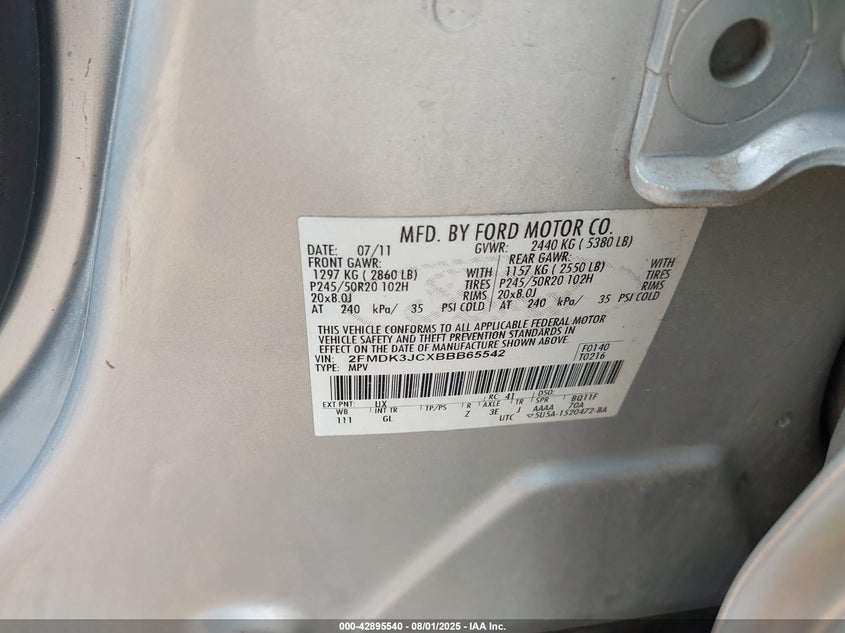 MFD. BY FORD MOTOR CO.
DATE: 07/11 GVWR: 2440 KG ( 5380 LB)
FRONT GAWR: REAR GAWR:
1297 KG ( 2860 LB) WITH 1157 KG ( 2550 LB) WITH
P245/50R20 102H TIRES P245/50R20 102H TIRES
20x8.0J RIMS 20x8.0J RIMS
AT 240 kPa/ 35 PSI COLD AT 240 kPa/ 35 PSI COLD
THIS VEHICLE CONFORMS TO ALL APPLICABLE FEDERAL MOTOR
VEHICLE SAFETY AND THEFT PREVENTION STANDARDS IN
EFFECT ON THE DATE OF MANUFACTURE SHOWN ABOVE.
VIN: 2FMDK3JCXBBB65542 F0140
TYPE: MPV T0216
EXT PNT: UX RC: 41 DSO: BQ11F
WB INT TR TP/PS R AXLE TR SPR
111 GL Z 3E J AAAA 70A
UTC ▽5U5A-1520472-BA
000-42895540 - 08/01/2025 - IAA Inc.